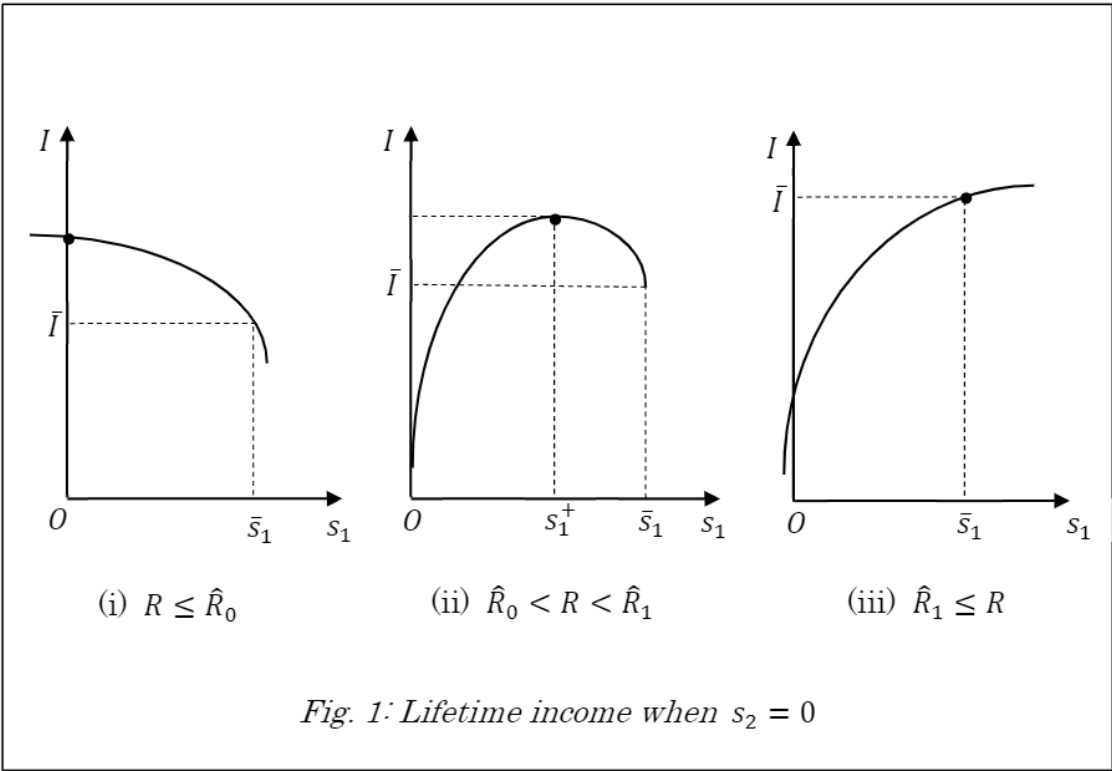 I
Ī
O
s̄₁
s₁
(i) R ≤ R̂₀
I
Ī
O
s₁⁺
s̄₁
s₁
(ii) R̂₀ < R < R̂₁
I
Ī
O
s̄₁
s₁
(iii) R̂₁ ≤ R
Fig. 1: Lifetime income when s₂ = 0